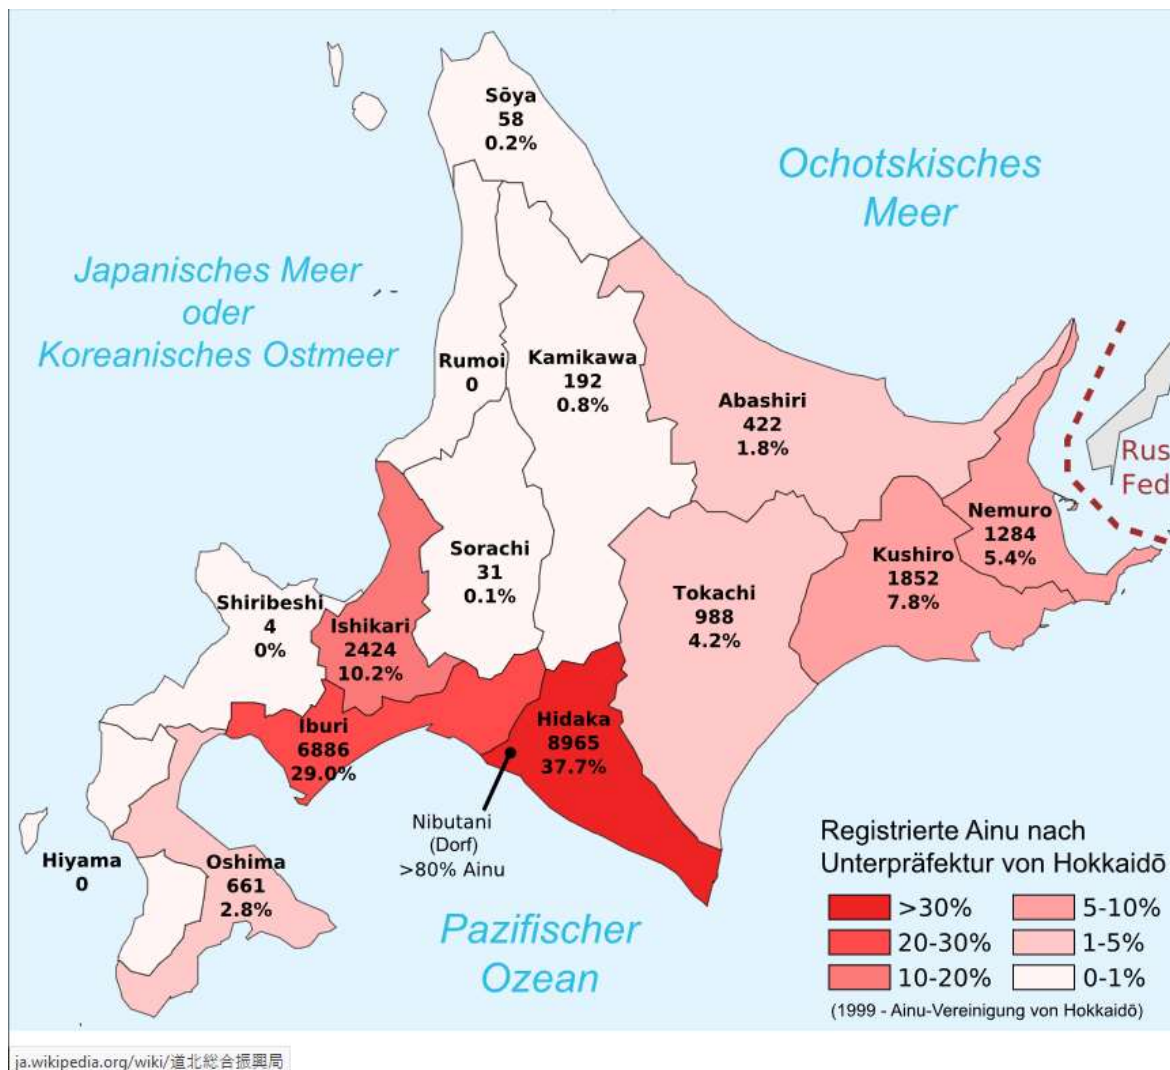 Sōya
58
0.2%
Ochotskisches
Meer
Japanisches Meer
oder
Koreanisches Ostmeer
Rumoi
0
Kamikawa
192
0.8%
Abashiri
422
1.8%
Rus
Fed
Nemuro
1284
5.4%
Kushiro
1852
7.8%
Sorachi
31
0.1%
Tokachi
988
4.2%
Shiribeshi
4
0%
Ishikari
2424
10.2%
Iburi
6886
29.0%
Hidaka
8965
37.7%
Nibutani
(Dorf)
>80% Ainu
Hiyama
0
Oshima
661
2.8%
Pazifischer
Ozean
Registrierte Ainu nach
Unterpräfektur von Hokkaidō
>30%
20-30%
10-20%
5-10%
1-5%
0-1%
(1999 - Ainu-Vereinigung von Hokkaidō)
ja.wikipedia.org/wiki/道北総合振興局